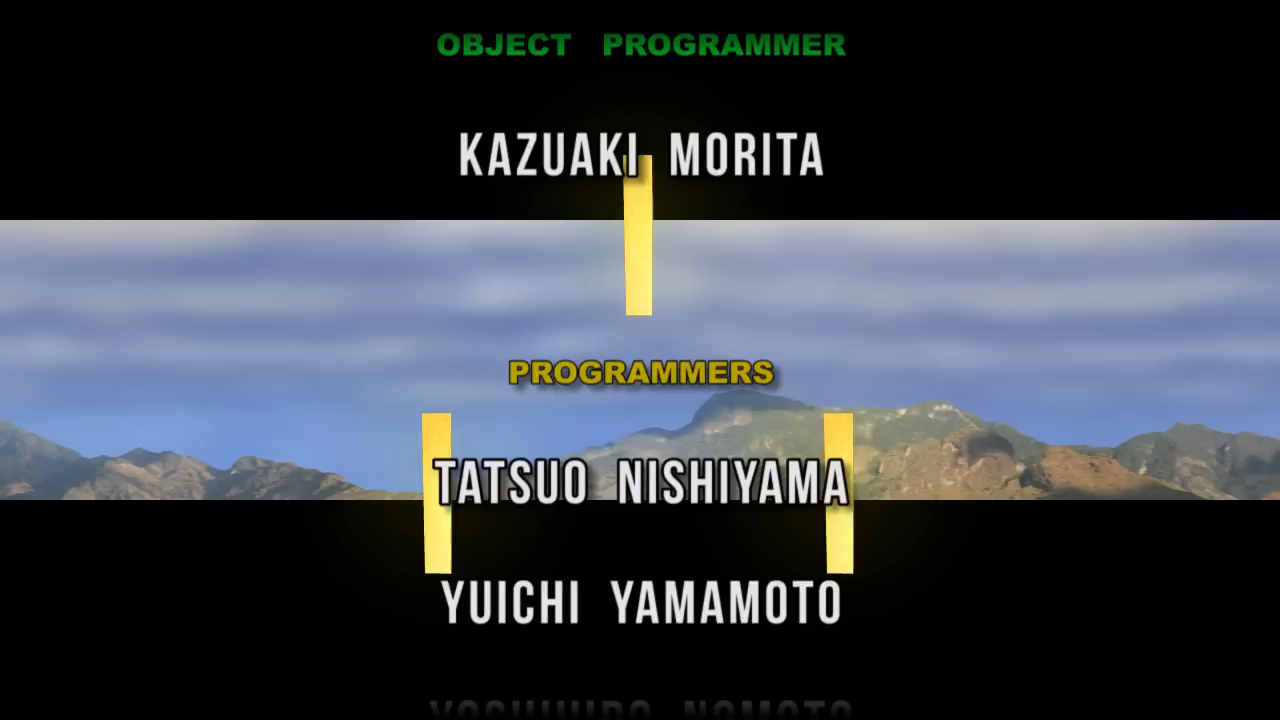 OBJECT PROGRAMMER
KAZUAKI MORITA
PROGRAMMERS
TATSUO NISHIYAMA
YUICHI YAMAMOTO